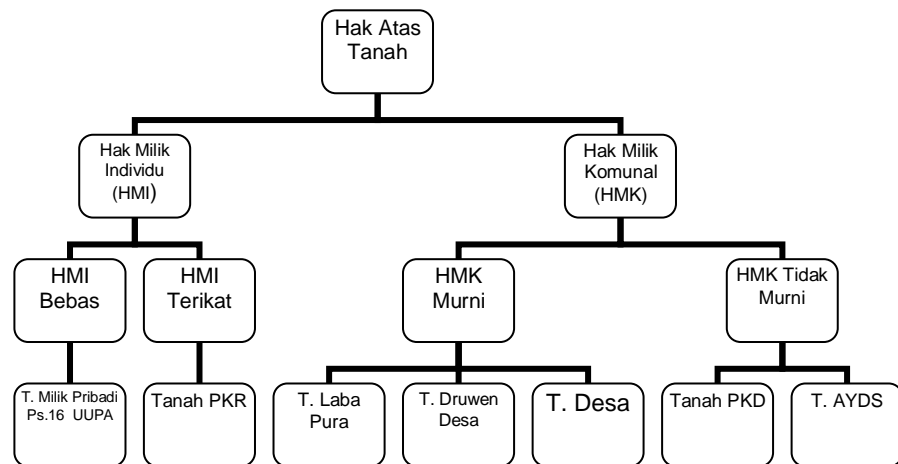 Hak Atas
Tanah
Hak Milik
Individu
(HMI)
Hak Milik
Komunal
(HMK)
HMI
Bebas
HMI
Terikat
HMK
Murni
HMK Tidak
Murni
T. Milik Pribadi
Ps.16 UUPA
Tanah PKR
T. Laba
Pura
T. Druwen
Desa
T. Desa
Tanah PKD
T. AYDS